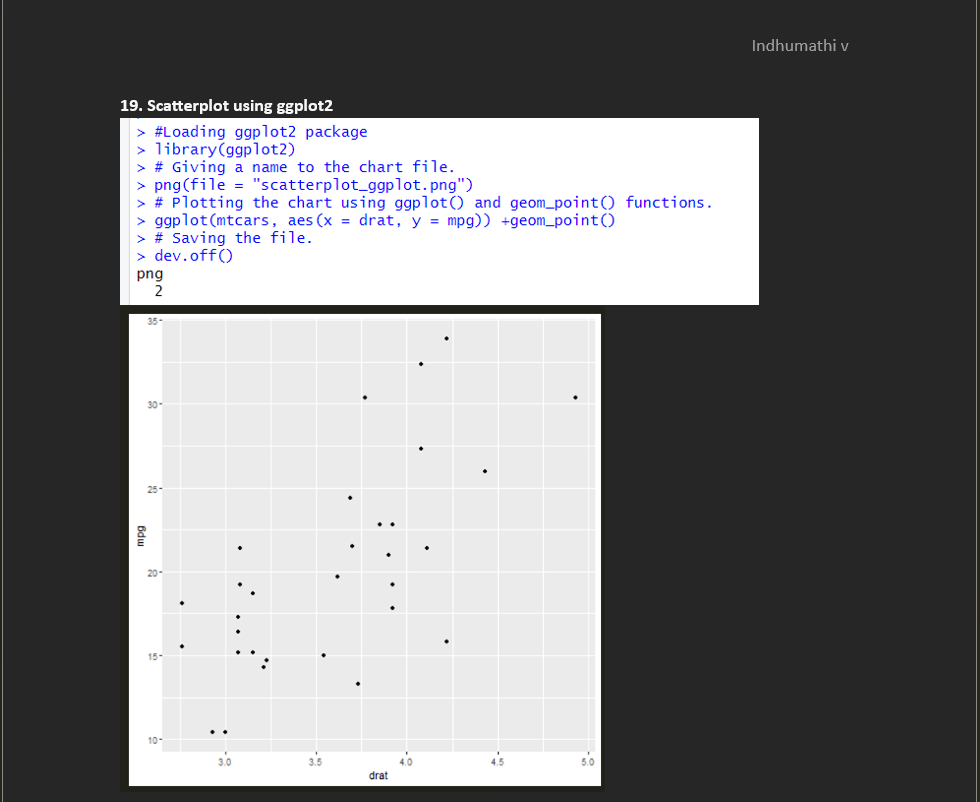 Indhumathi v
19. Scatterplot using ggplot2
> #Loading ggplot2 package
> library(ggplot2)
> # Giving a name to the chart file.
> png(file = "scatterplot_ggplot.png")
> # Plotting the chart using ggplot() and geom_point() functions.
> ggplot(mtcars, aes(x = drat, y = mpg)) +geom_point()
> # Saving the file.
> dev.off()
png
2
35
30
25
mpg
20
15
10
3.0 3.5 4.0 4.5 5.0
drat